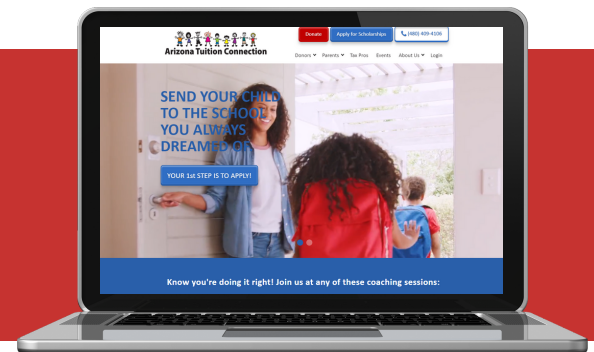 Arizona Tuition Connection
Donate
Apply for Scholarships
(480) 409-4106
Donors
Parents
Tax Pros
Events
About Us
Login
SEND YOUR CHILD
TO THE SCHOOL
YOU ALWAYS
DREAMED OF
YOUR 1st STEP IS TO APPLY!
Know you're doing it right! Join us at any of these coaching sessions: